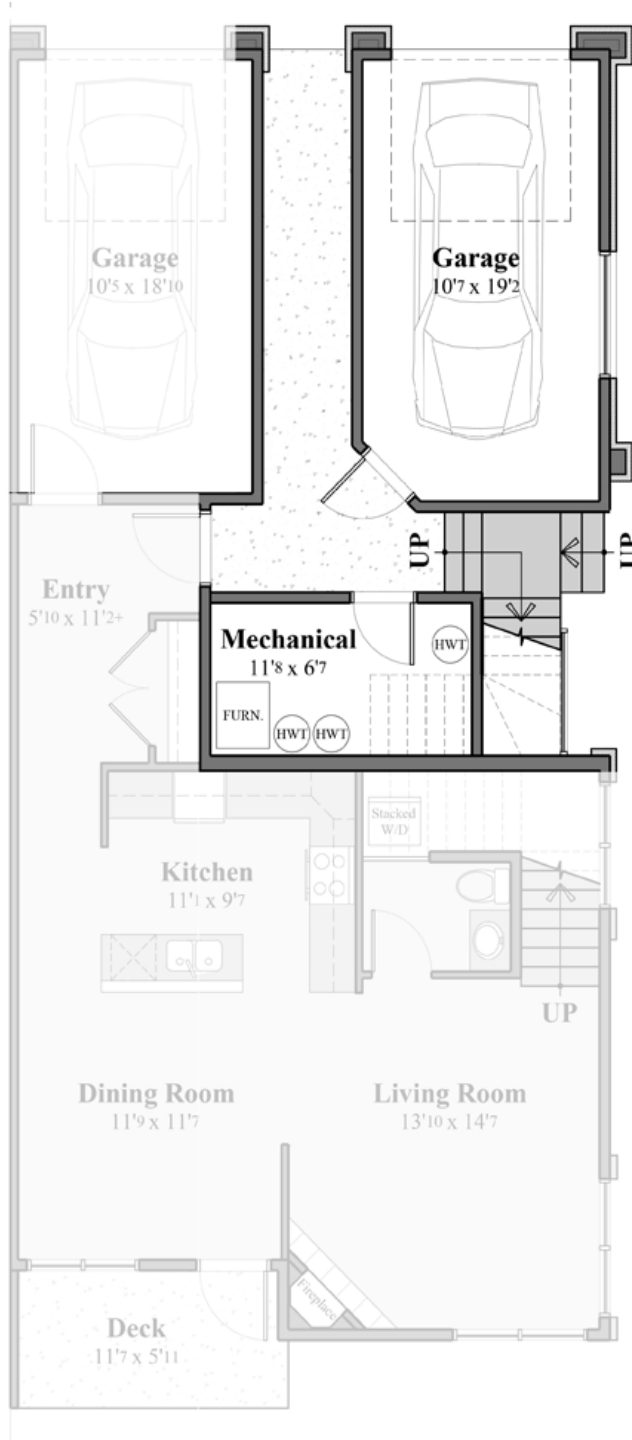 Garage
10'5 x 18'10
Garage
10'7 x 19'2
UP
UP
Entry
5'10 x 11'2+
Mechanical
11'8 x 6'7
HWT
FURN.
HWT
HWT
Stacked
W/D
Kitchen
11'1 x 9'7
UP
Dining Room
11'9 x 11'7
Living Room
13'10 x 14'7
Fireplace
Deck
11'7 x 5'11